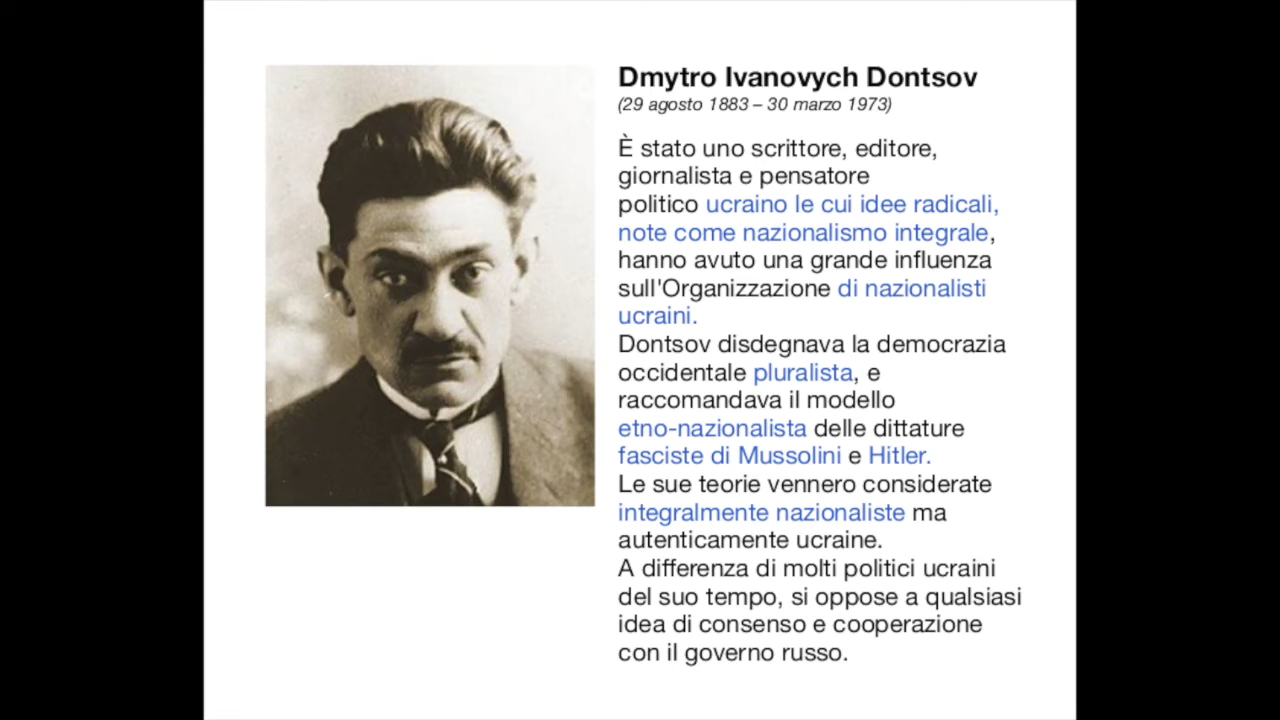 Dmytro Ivanovych Dontsov
(29 agosto 1883 – 30 marzo 1973)
È stato uno scrittore, editore,
giornalista e pensatore
politico ucraino le cui idee radicali,
note come nazionalismo integrale,
hanno avuto una grande influenza
sull'Organizzazione di nazionalisti
ucraini.
Dontsov disdegnava la democrazia
occidentale pluralista, e
raccomandava il modello
etno-nazionalista delle dittature
fasciste di Mussolini e Hitler.
Le sue teorie vennero considerate
integralmente nazionaliste ma
autenticamente ucraine.
A differenza di molti politici ucraini
del suo tempo, si oppose a qualsiasi
idea di consenso e cooperazione
con il governo russo.